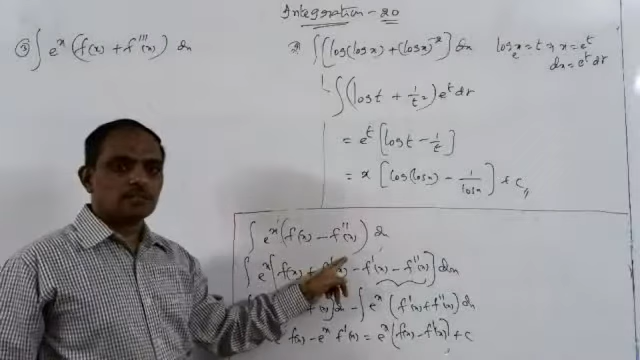 Integration - 20
③ ∫ eˣ (f(x) + f'''(x)) dx
∫ [log(log x) + (log x)⁻²] dx
logₑx = t ⇒ x = eᵗ
dx = eᵗ dt
∫ (log t + 1/t²) eᵗ dt
= eᵗ [log t - 1/t]
= x [log(log x) - 1/log x] + c //
∫ eˣ (f(x) - f''(x)) dx
∫ eˣ [f(x) + f'(x) - f'(x) - f''(x)] dx
(x)) dx - ∫ eˣ (f'(x) + f''(x)) dx
f(x) - eˣ f'(x) = eˣ [f(x) - f'(x)] + c